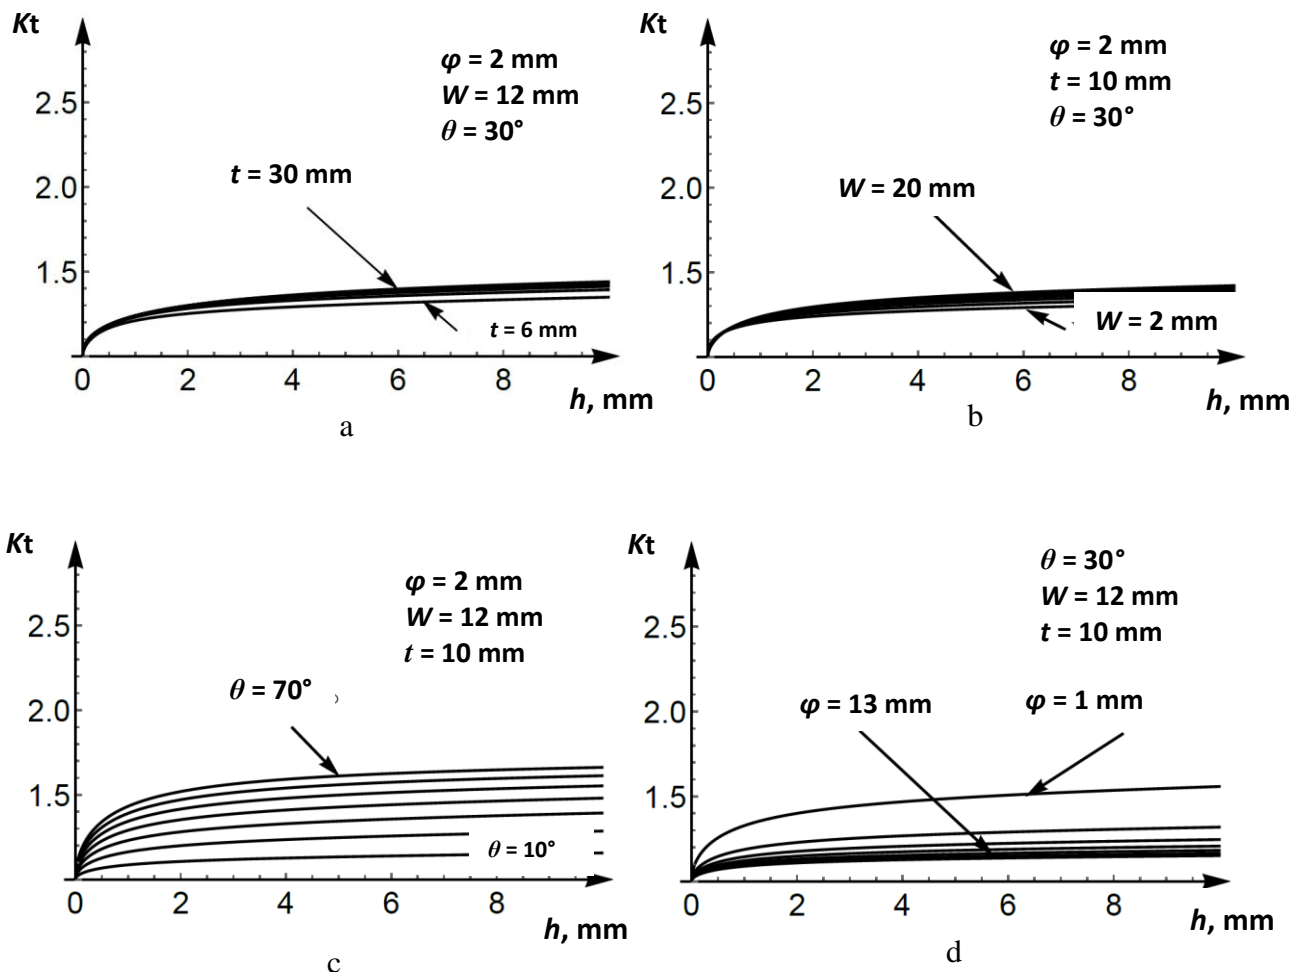 Kt
φ = 2 mm
W = 12 mm
θ = 30°
2.5
t = 30 mm
2.0
1.5
t = 6 mm
0 2 4 6 8
h, mm
a
Kt
φ = 2 mm
t = 10 mm
θ = 30°
2.5
2.0
W = 20 mm
1.5
W = 2 mm
0 2 4 6 8
h, mm
b
Kt
φ = 2 mm
W = 12 mm
t = 10 mm
2.5
θ = 70°
2.0
1.5
θ = 10°
0 2 4 6 8
h, mm
c
Kt
θ = 30°
W = 12 mm
t = 10 mm
2.5
φ = 13 mm
φ = 1 mm
2.0
1.5
0 2 4 6 8
h, mm
d